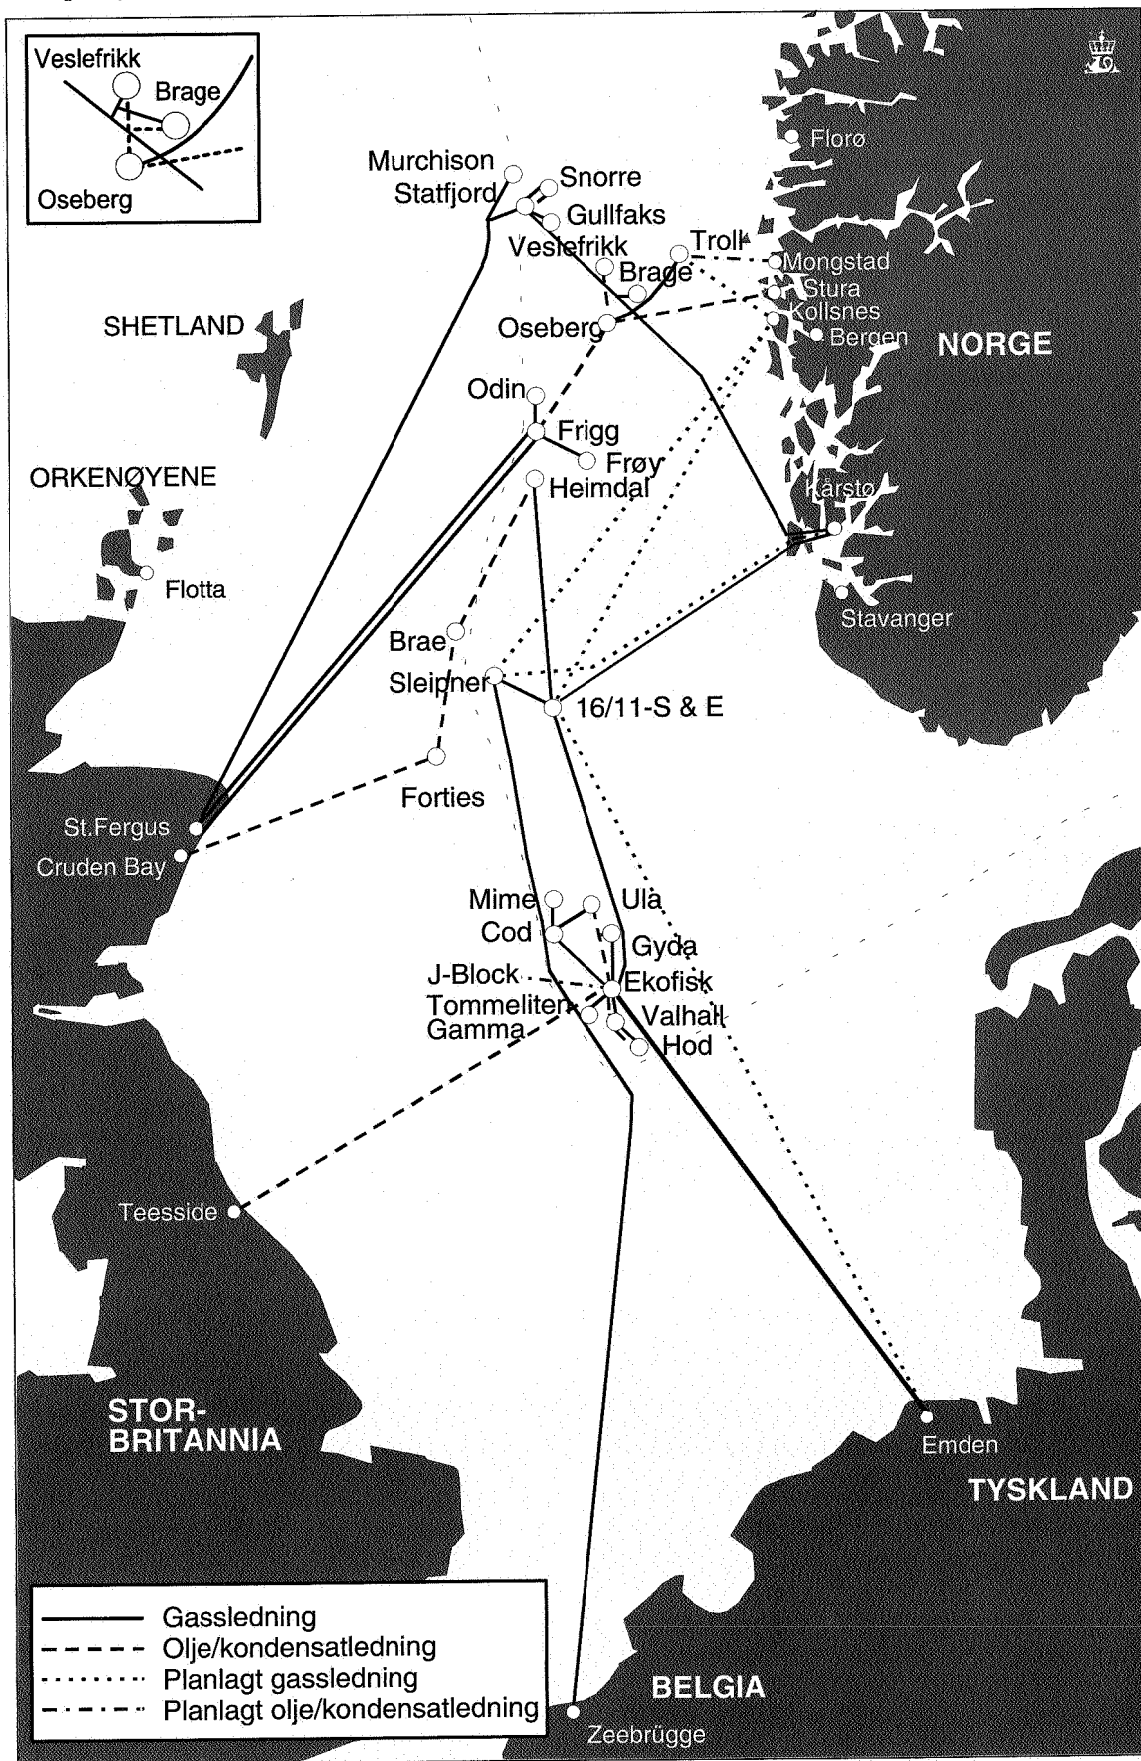 Veslefrikk
Brage
Oseberg
Florø
Murchison
Snorre
Statfjord
Gullfaks
Veslefrikk
Troll
Brage
Mongstad
Stura
Kollsnes
SHETLAND
Oseberg
Bergen
NORGE
Odin
Frigg
Frøy
ORKENØYENE
Heimdal
Kårstø
Flotta
Stavanger
Brae
Sleipner
16/11-S & E
Forties
St.Fergus
Cruden Bay
Mime
Ula
Cod
Gyda
J-Block
Ekofisk
Tommeliten
Gamma
Valhall
Hod
Teesside
STOR-
BRITANNIA
Emden
TYSKLAND
Gassledning
Olje/kondensatledning
Planlagt gassledning
Planlagt olje/kondensatledning
BELGIA
Zeebrügge